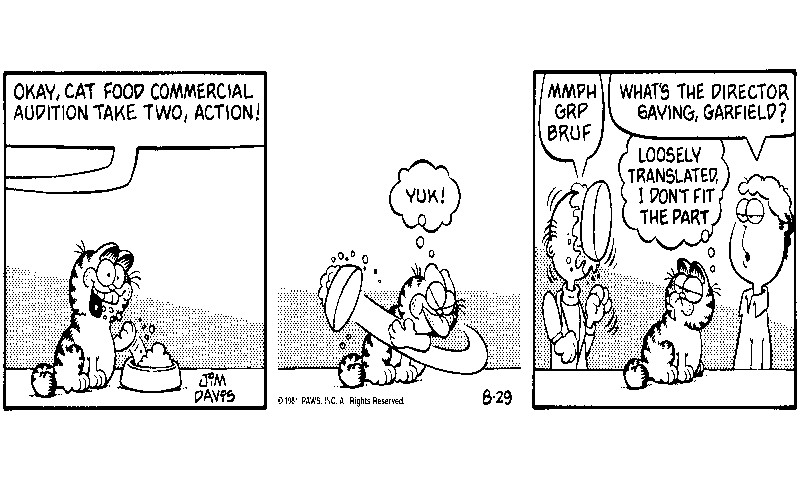 OKAY, CAT FOOD COMMERCIAL
AUDITION TAKE TWO, ACTION!
JIM
DAVIS
YUK!
© 1981 PAWS, INC. A Rights Reserved.
8-29
MMPH
GRP
BRUF
WHAT'S THE DIRECTOR
SAYING, GARFIELD?
LOOSELY
TRANSLATED,
I DON'T FIT
THE PART